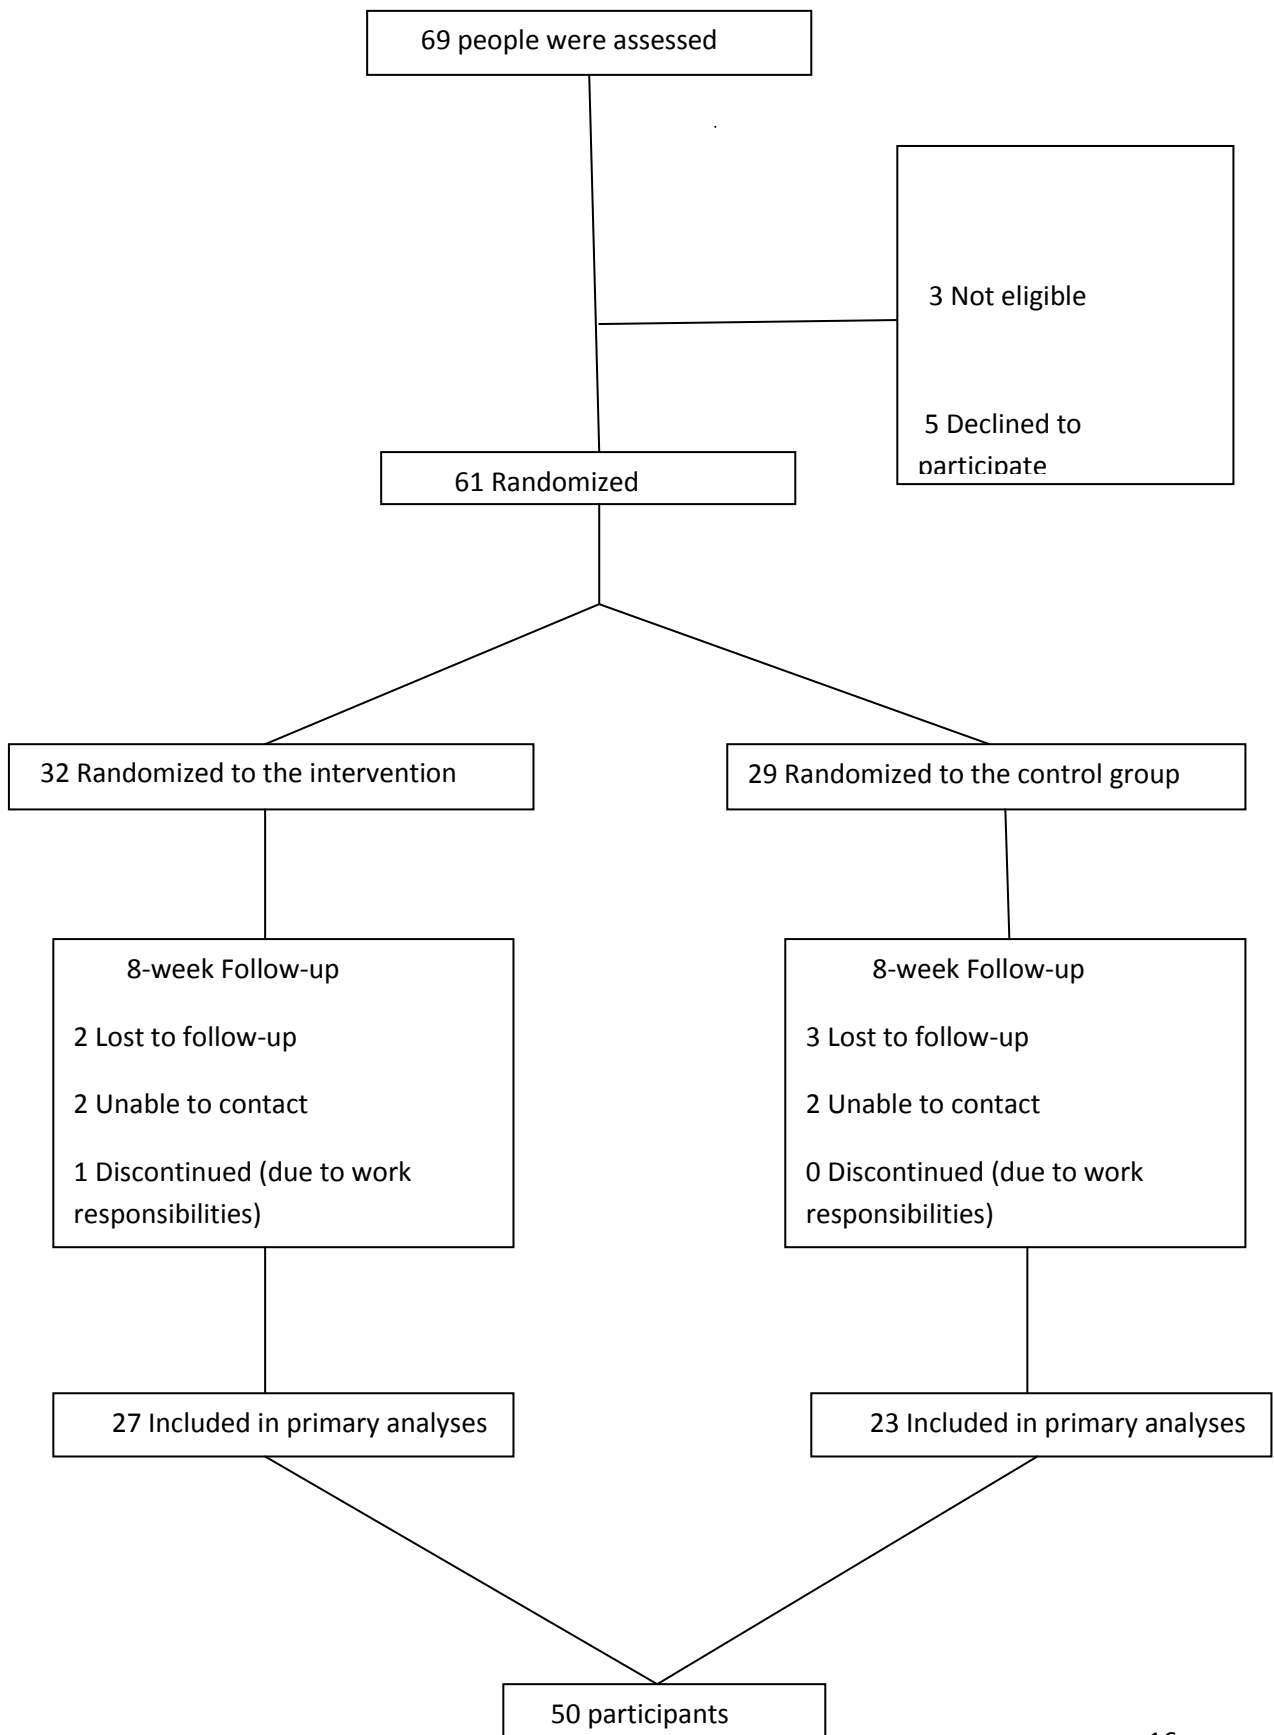 69 people were assessed
3 Not eligible
5 Declined to
participate
61 Randomized
32 Randomized to the intervention
29 Randomized to the control group
8-week Follow-up
2 Lost to follow-up
2 Unable to contact
1 Discontinued (due to work
responsibilities)
8-week Follow-up
3 Lost to follow-up
2 Unable to contact
0 Discontinued (due to work
responsibilities)
27 Included in primary analyses
23 Included in primary analyses
50 participants